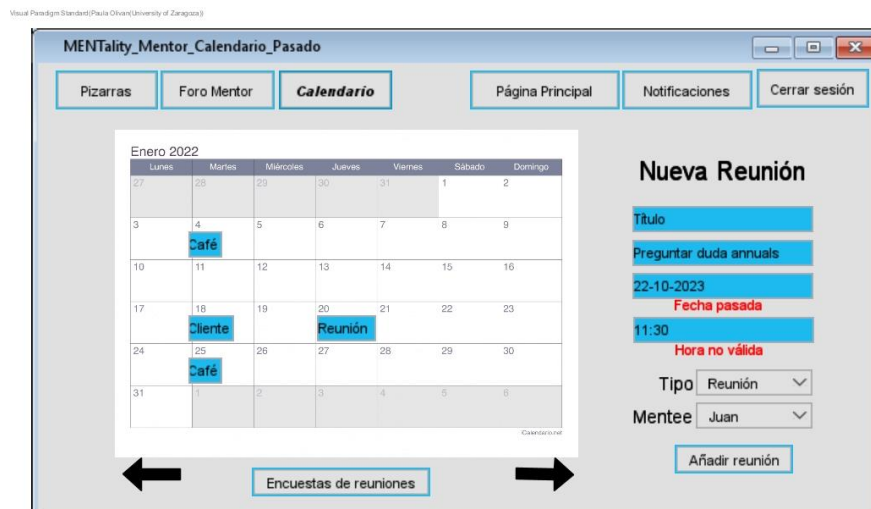 Visual Paradigm Standard(Paula Olivan(University of Zaragoza))
MENTality_Mentor_Calendario_Pasado
Pizarras Foro Mentor Calendario Página Principal Notificaciones Cerrar sesión
Enero 2022
Lunes Martes Miércoles Jueves Viernes Sábado Domingo
27 28 29 30 31 1 2
3 4 5 6 7 8 9
Café
10 11 12 13 14 15 16
17 18 19 20 21 22 23
Cliente Reunión
24 25 26 27 28 29 30
Café
31 1 2 3 4 5 6
Calendario.net
Encuestas de reuniones
Nueva Reunión
Título
Preguntar duda annuals
22-10-2023
Fecha pasada
11:30
Hora no válida
Tipo Reunión
Mentee Juan
Añadir reunión